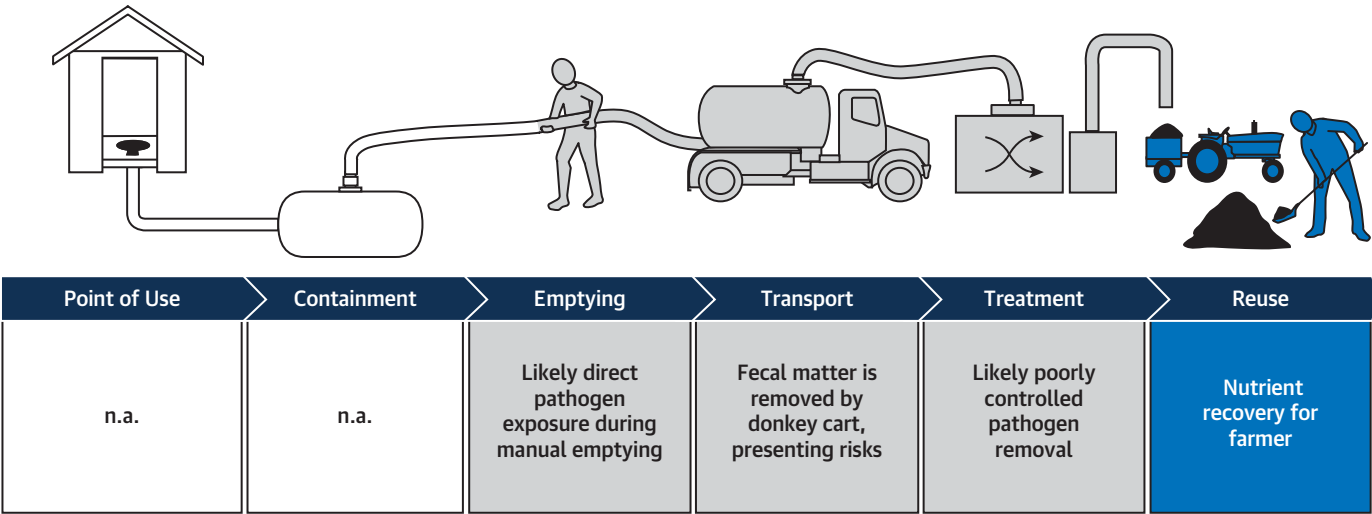 Point of Use
Containment
Emptying
Transport
Treatment
Reuse
n.a.
n.a.
Likely direct
pathogen
exposure during
manual emptying
Fecal matter is
removed by
donkey cart,
presenting risks
Likely poorly
controlled
pathogen
removal
Nutrient
recovery for
farmer